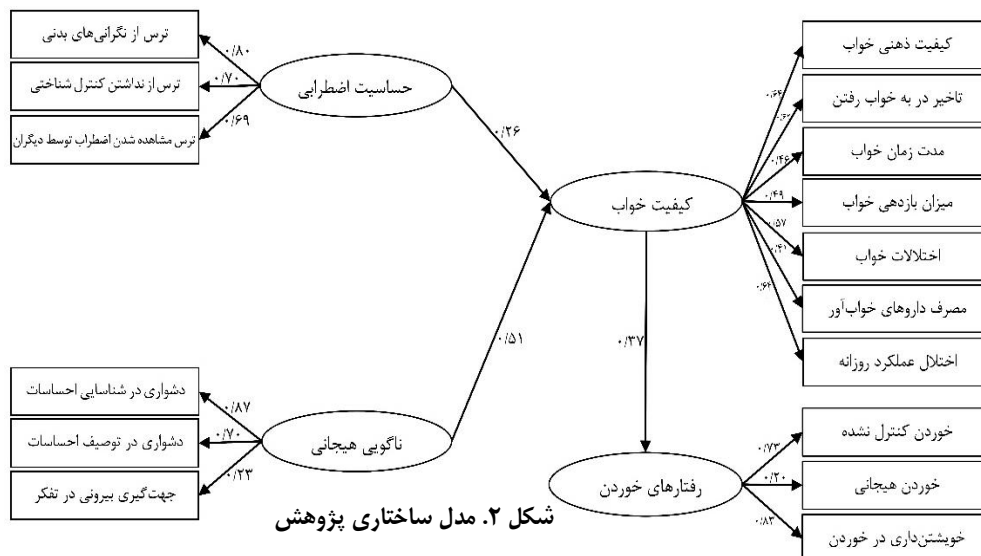 ترس از نگرانی‌های بدنی
ترس از نداشتن کنترل شناختی
ترس مشاهده شدن اضطراب توسط دیگران
۰/۸۰
۰/۷۰
۰/۶۹
حساسیت اضطرابی
۰/۲۶
کیفیت خواب
۰/۶۴
۰/۴۶
۰/۴۹
۰/۵۷
۰/۴۱
۰/۶۴
کیفیت ذهنی خواب
تاخیر در به خواب رفتن
مدت زمان خواب
میزان بازدهی خواب
اختلالات خواب
مصرف داروهای خواب‌آور
اختلال عملکرد روزانه
۰/۵۱
۰/۳۷
دشواری در شناسایی احساسات
دشواری در توصیف احساسات
جهت‌گیری بیرونی در تفکر
۰/۸۷
۰/۷۰
۰/۲۳
ناگویی هیجانی
رفتارهای خوردن
۰/۷۳
۰/۲۰
۰/۸۳
خوردن کنترل نشده
خوردن هیجانی
خویشتن‌داری در خوردن
شکل ۲. مدل ساختاری پژوهش